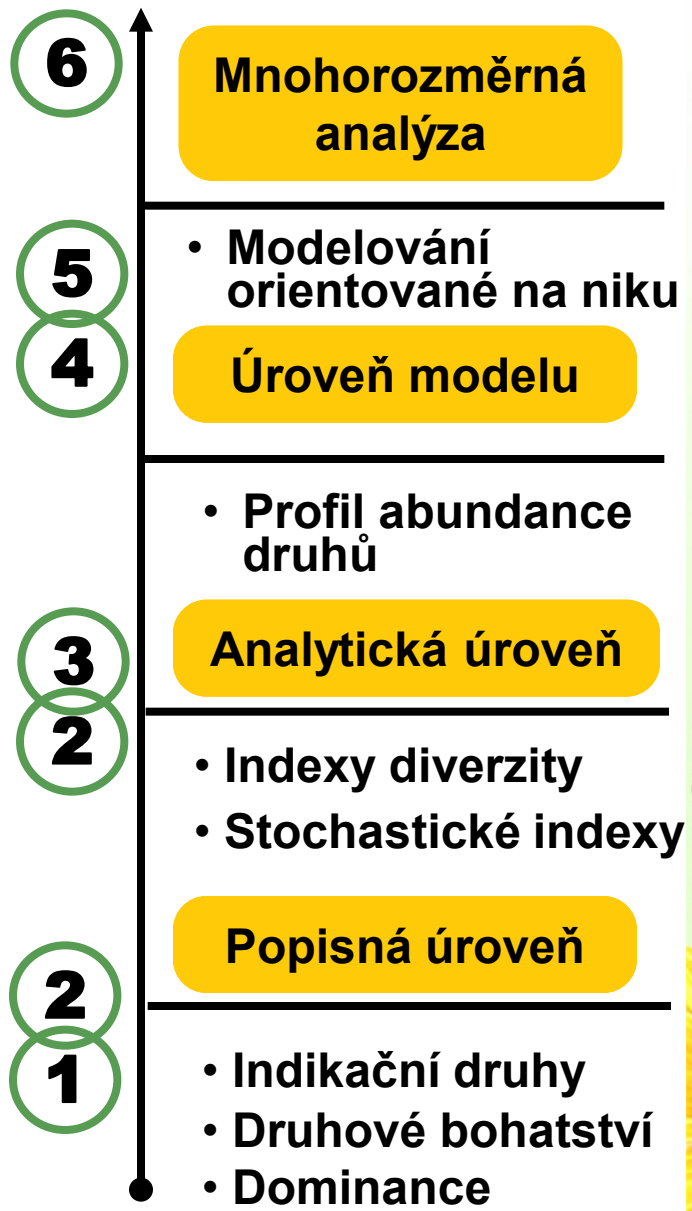 6
Mnohorozměrná
analýza
5
• Modelování
orientované na niku
4
Úroveň modelu
• Profil abundance
druhů
3
Analytická úroveň
2
• Indexy diverzity
• Stochastické indexy
Popisná úroveň
2
1
• Indikační druhy
• Druhové bohatství
• Dominance